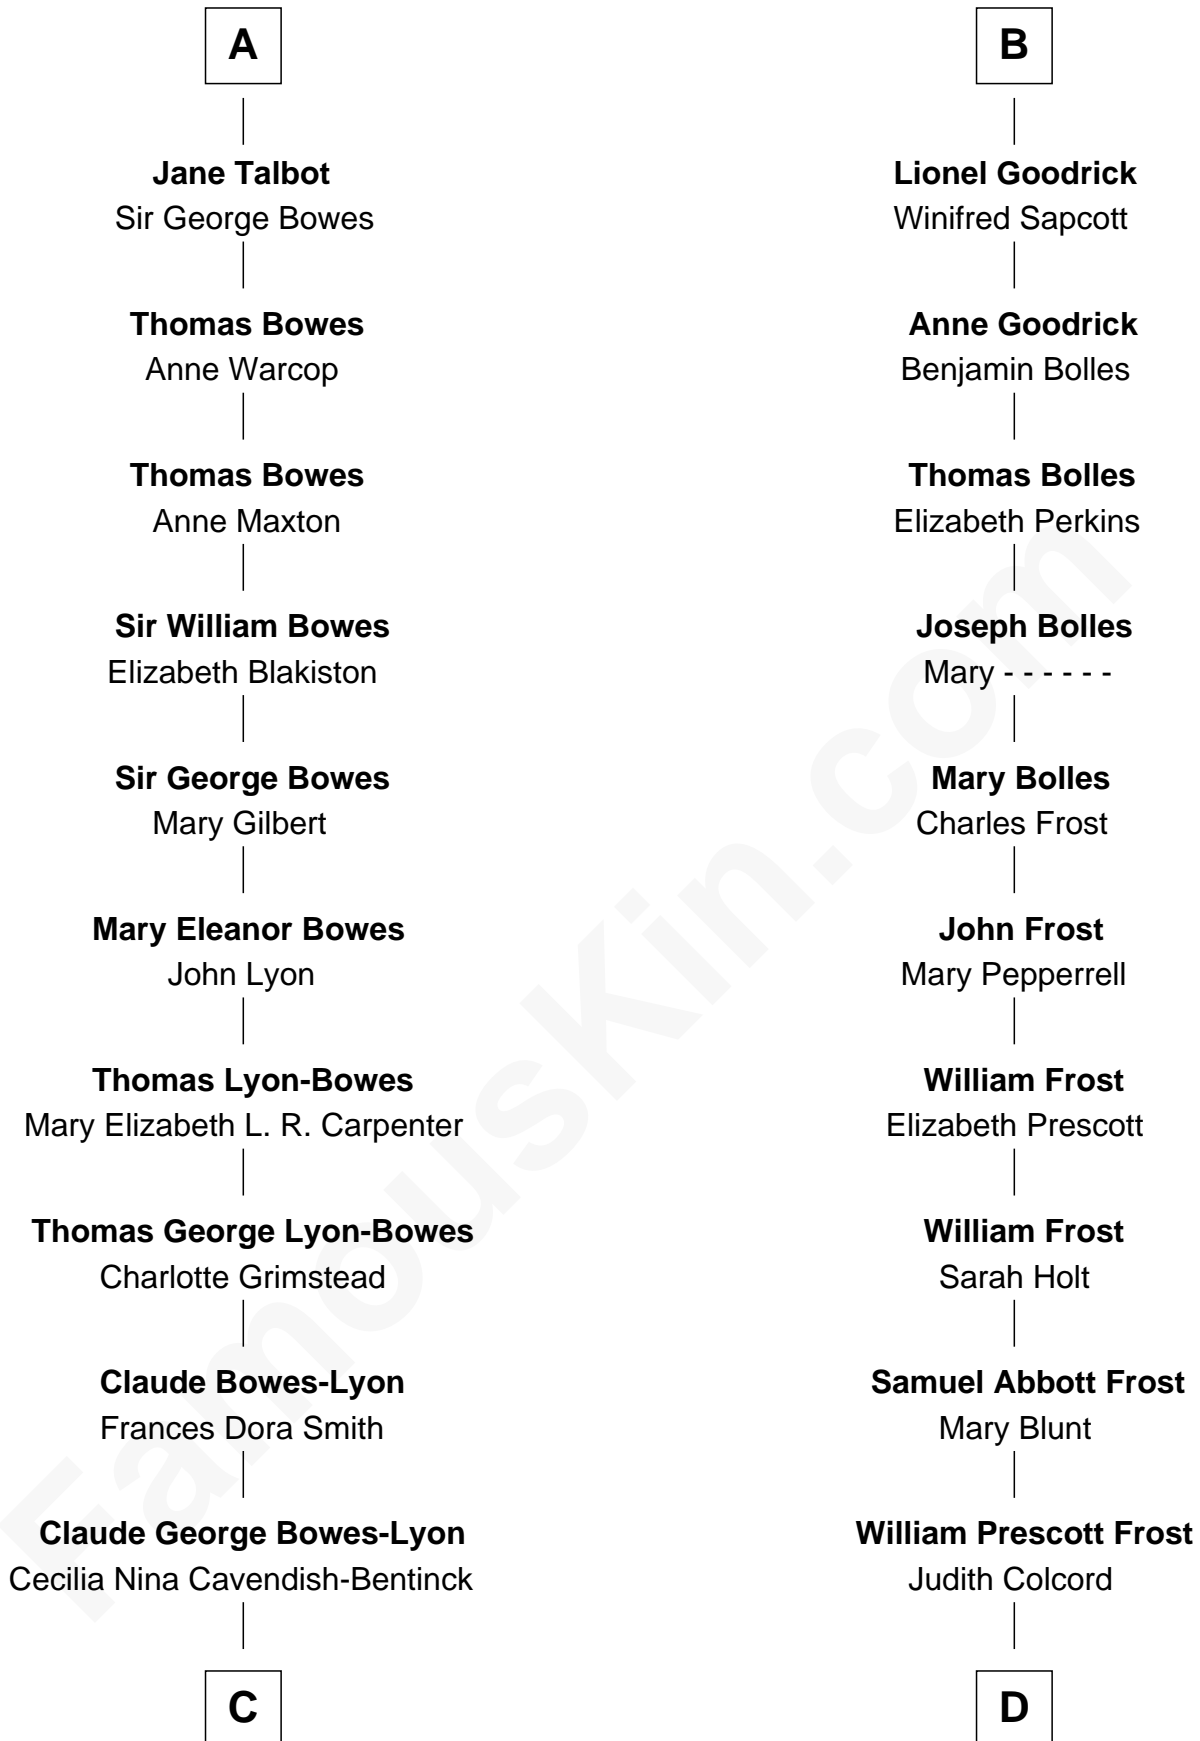 A
Jane Talbot
Sir George Bowes
Thomas Bowes
Anne Warcop
Thomas Bowes
Anne Maxton
Sir William Bowes
Elizabeth Blakiston
Sir George Bowes
Mary Gilbert
Mary Eleanor Bowes
John Lyon
Thomas Lyon-Bowes
Mary Elizabeth L. R. Carpenter
Thomas George Lyon-Bowes
Charlotte Grimstead
Claude Bowes-Lyon
Frances Dora Smith
Claude George Bowes-Lyon
Cecilia Nina Cavendish-Bentinck
C
B
Lionel Goodrick
Winifred Sapcott
Anne Goodrick
Benjamin Bolles
Thomas Bolles
Elizabeth Perkins
Joseph Bolles
Mary - - - - - -
Mary Bolles
Charles Frost
John Frost
Mary Pepperrell
William Frost
Elizabeth Prescott
William Frost
Sarah Holt
Samuel Abbott Frost
Mary Blunt
William Prescott Frost
Judith Colcord
D
FamousKin.com